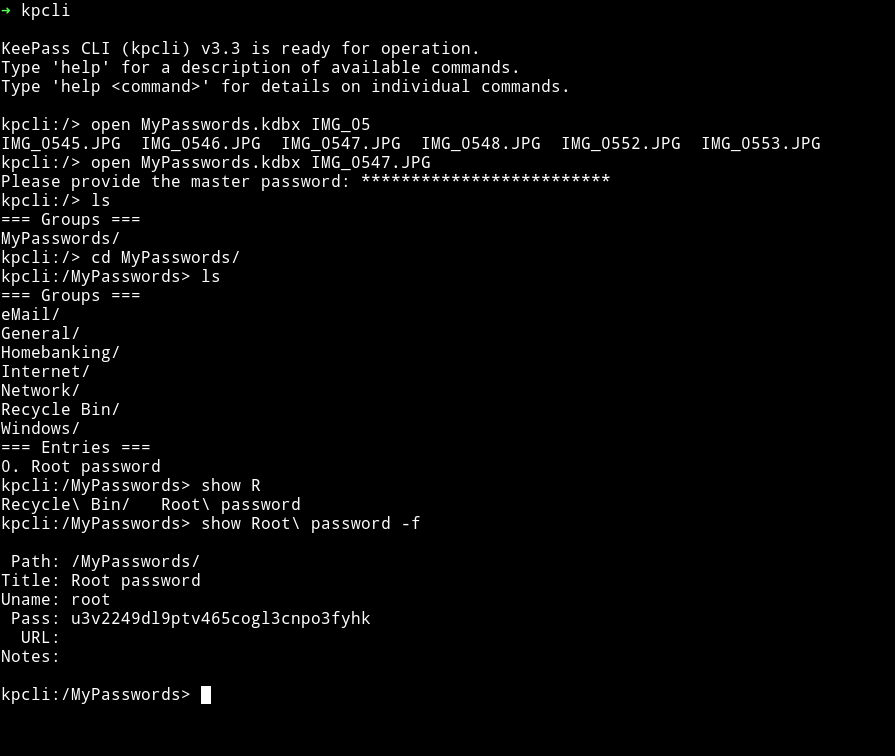 → kpcli
KeePass CLI (kpcli) v3.3 is ready for operation.
Type 'help' for a description of available commands.
Type 'help <command>' for details on individual commands.
kpcli:/> open MyPasswords.kdbx IMG_05
IMG_0545.JPG  IMG_0546.JPG  IMG_0547.JPG  IMG_0548.JPG  IMG_0552.JPG  IMG_0553.JPG
kpcli:/> open MyPasswords.kdbx IMG_0547.JPG
Please provide the master password: *************************
kpcli:/> ls
=== Groups ===
MyPasswords/
kpcli:/> cd MyPasswords/
kpcli:/MyPasswords> ls
=== Groups ===
eMail/
General/
Homebanking/
Internet/
Network/
Recycle Bin/
Windows/
=== Entries ===
0. Root password
kpcli:/MyPasswords> show R
Recycle\ Bin/   Root\ password
kpcli:/MyPasswords> show Root\ password -f
 Path: /MyPasswords/
Title: Root password
Uname: root
 Pass: u3v2249dl9ptv465cogl3cnpo3fyhk
  URL:
Notes:
kpcli:/MyPasswords>